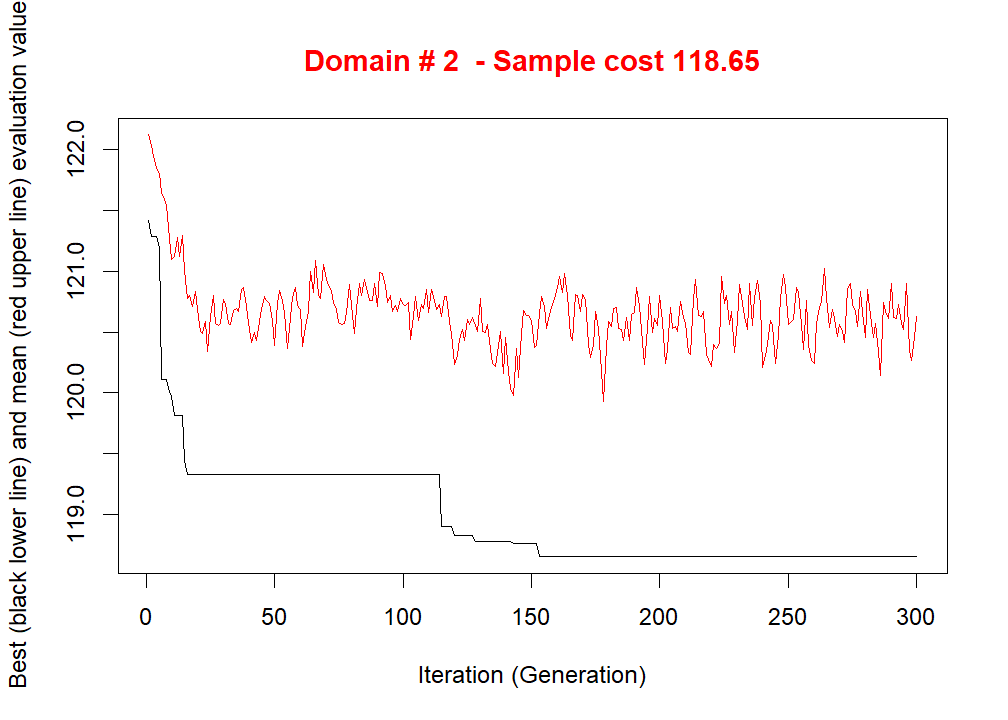 Domain # 2  - Sample cost 118.65
Best (black lower line) and mean (red upper line) evaluation value
122.0
121.0
120.0
119.0
0 50 100 150 200 250 300
Iteration (Generation)